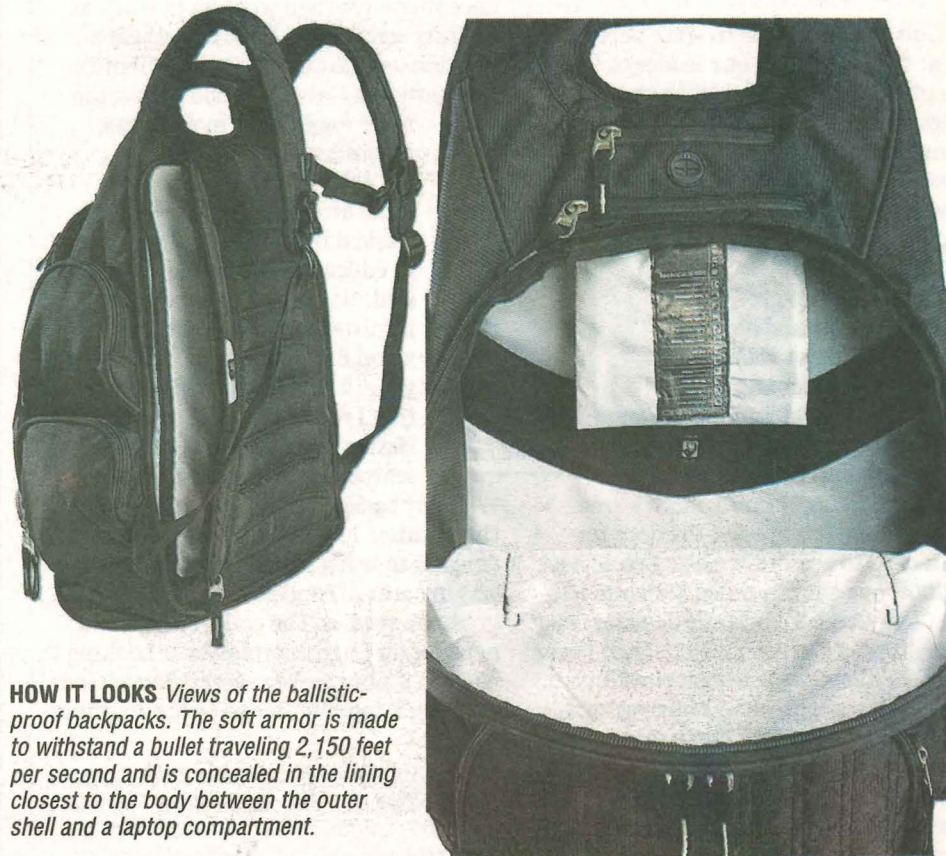 HOW IT LOOKS Views of the ballistic-
proof backpacks. The soft armor is made
to withstand a bullet traveling 2,150 feet
per second and is concealed in the lining
closest to the body between the outer
shell and a laptop compartment.